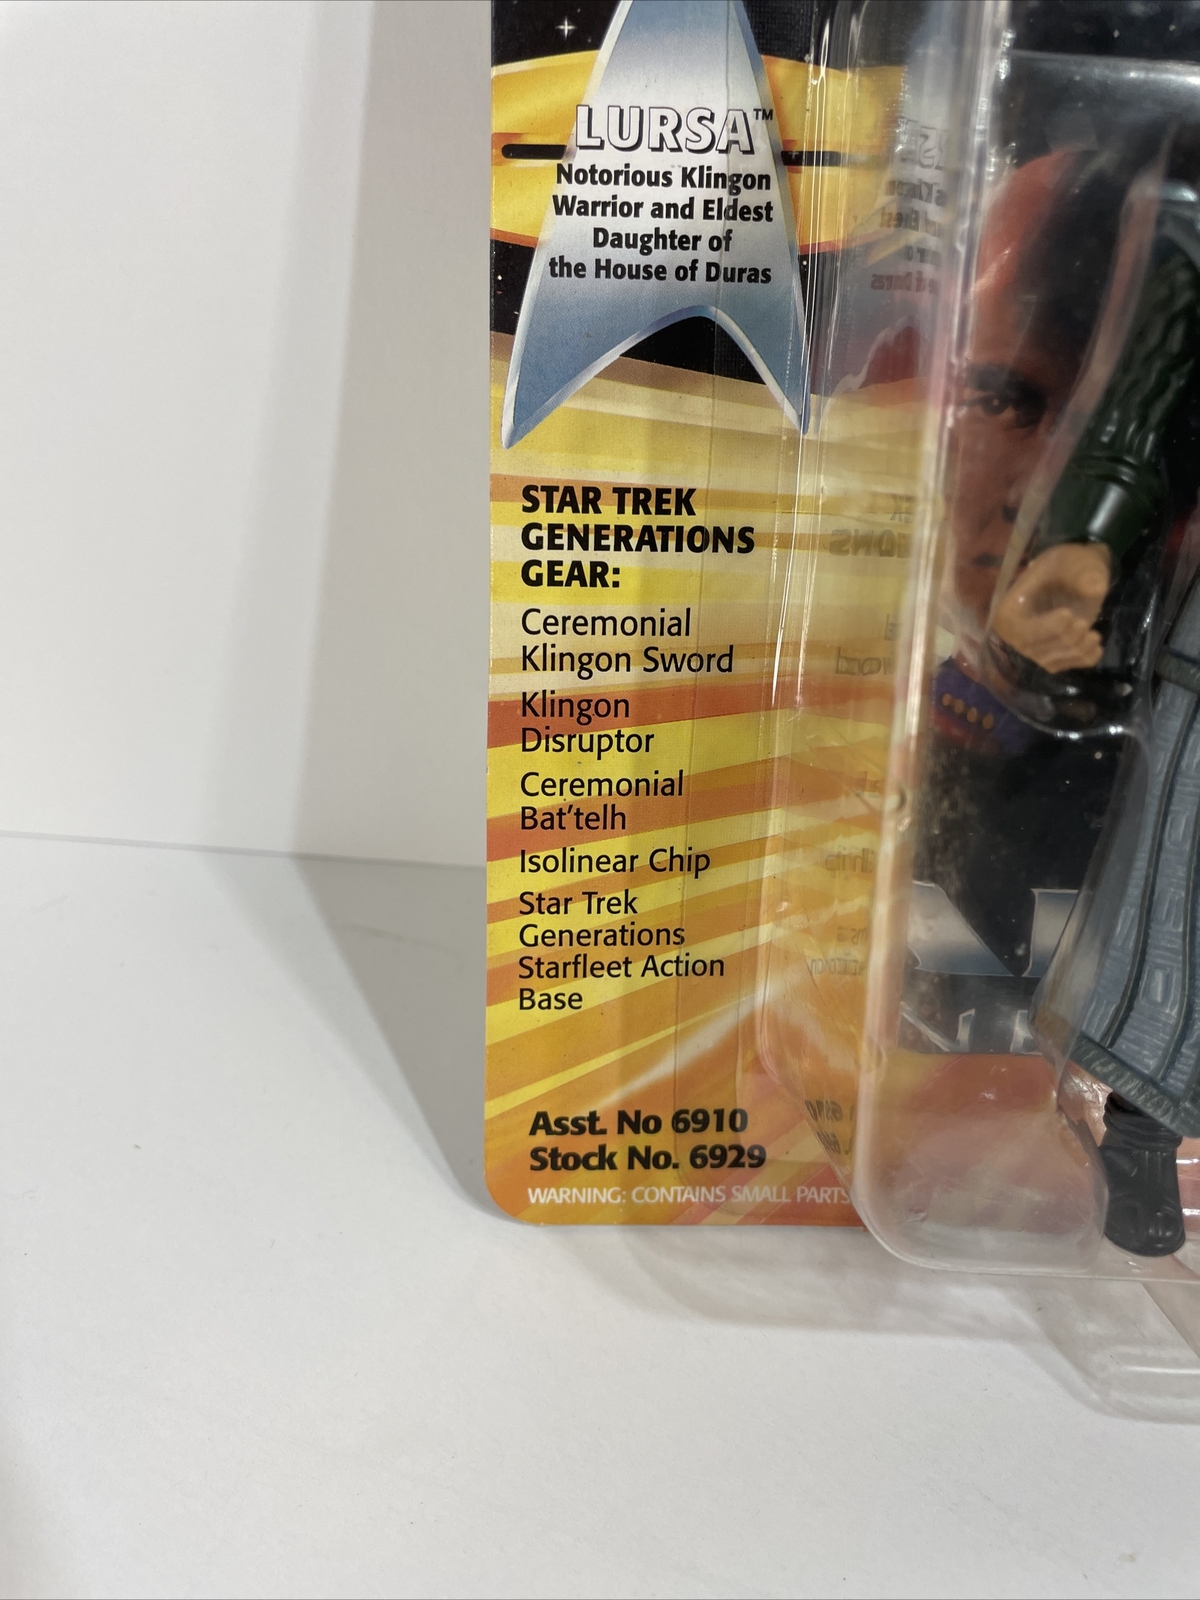 LURSA™
Notorious Klingon
Warrior and Eldest
Daughter of
the House of Duras
STAR TREK
GENERATIONS
GEAR:
Ceremonial
Klingon Sword
Klingon
Disruptor
Ceremonial
Bat'telh
Isolinear Chip
Star Trek
Generations
Starfleet Action
Base
Asst. No 6910
Stock No. 6929
WARNING: CONTAINS SMALL PARTS